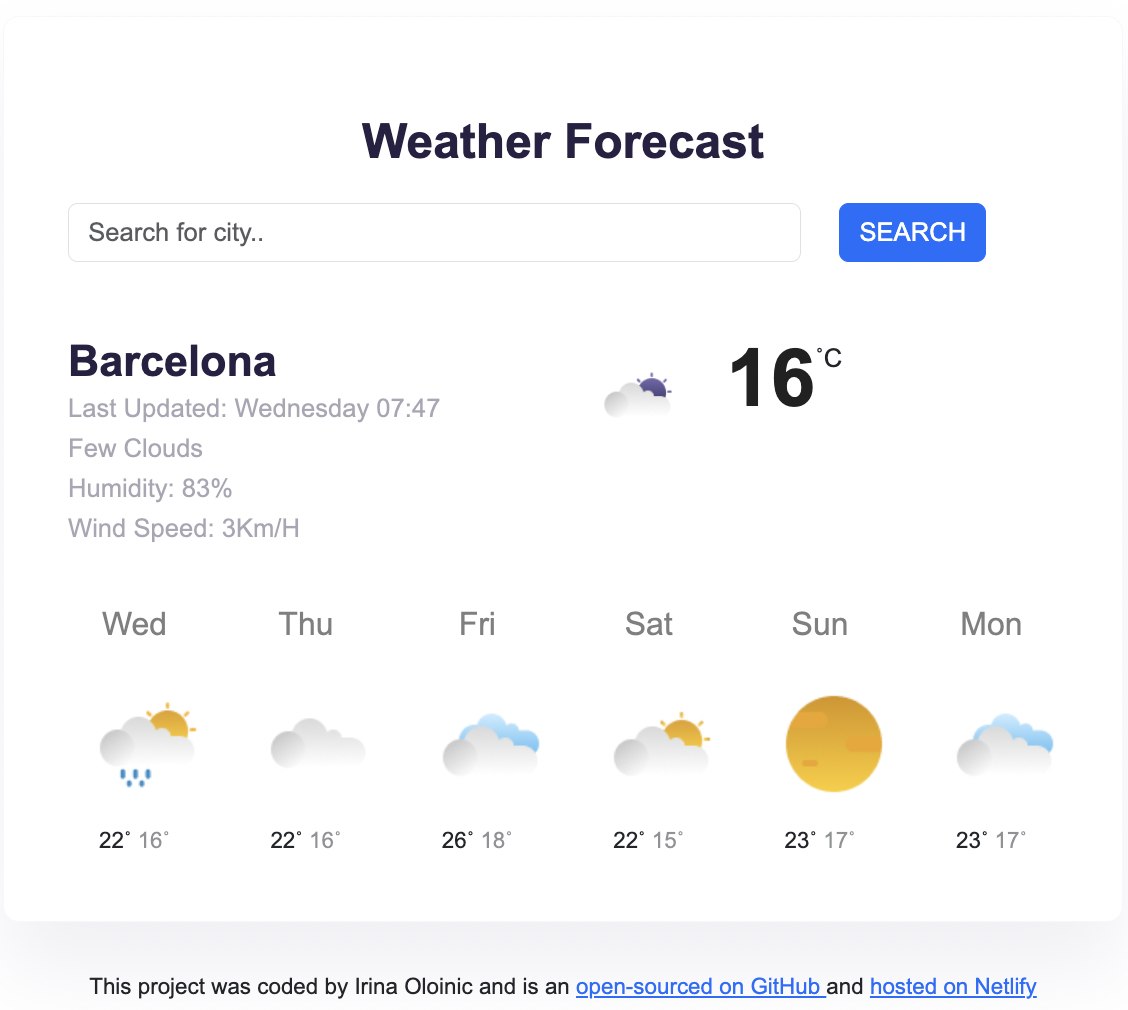 Weather Forecast
Search for city..
SEARCH
Barcelona
Last Updated: Wednesday 07:47
Few Clouds
Humidity: 83%
Wind Speed: 3Km/H
16°C
Wed Thu Fri Sat Sun Mon
22° 16° 22° 16° 26° 18° 22° 15° 23° 17° 23° 17°
This project was coded by Irina Oloinic and is an open-sourced on GitHub and hosted on Netlify